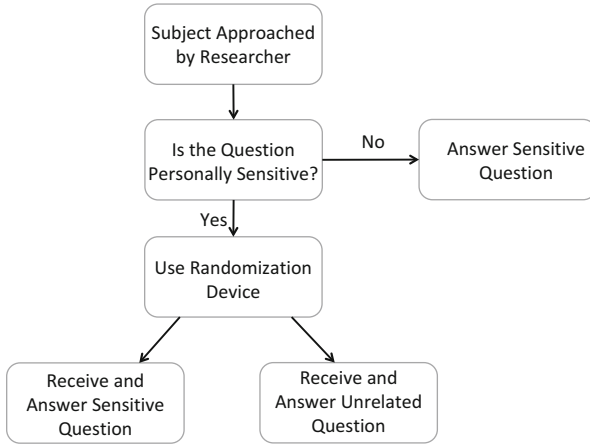 Subject Approached
by Researcher
Is the Question
Personally Sensitive?
No
Answer Sensitive
Question
Yes
Use Randomization
Device
Receive and
Answer Sensitive
Question
Receive and
Answer Unrelated
Question